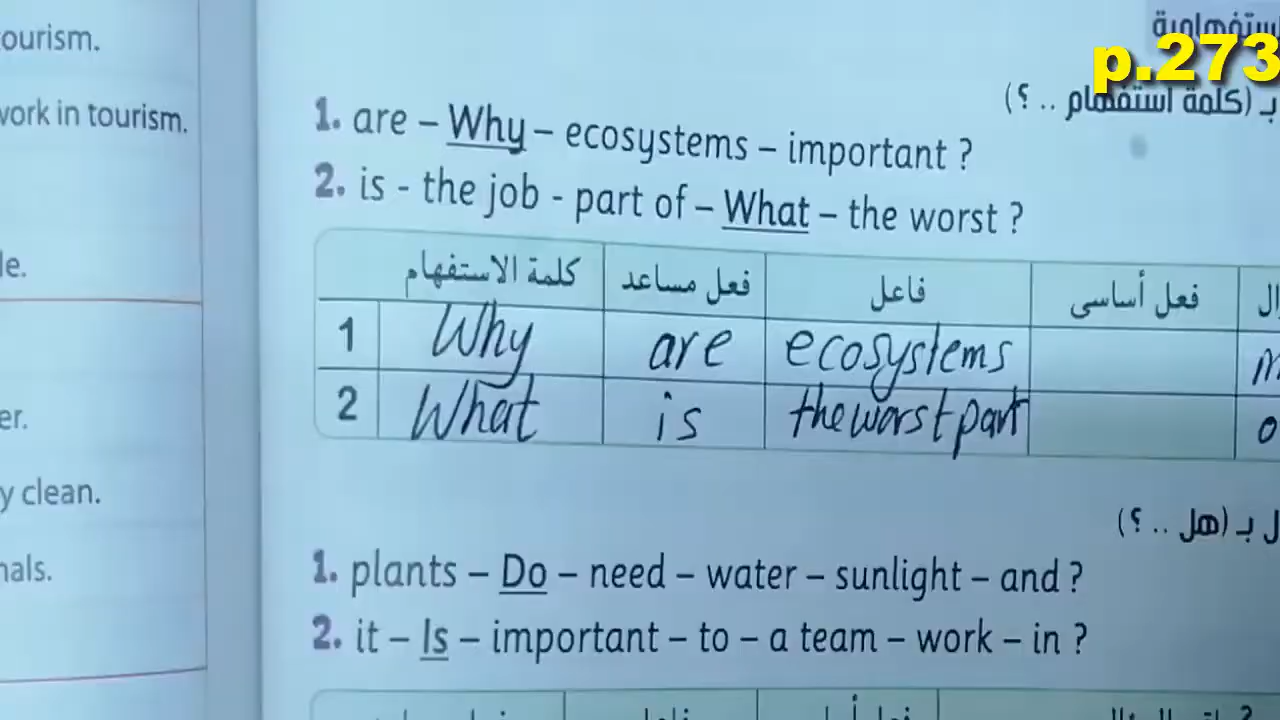 ourism.
work in tourism.
le.
er.
y clean.
nals.
p.273
بـ (كلمة استفهام .. ؟)
1. are – Why – ecosystems – important ?
2. is - the job - part of – What – the worst ?
كلمة الاستفهام فعل مساعد فاعل فعل أساسى
1 Why are ecosystems
2 What is the worst part o
ل بـ (هل .. ؟)
1. plants – Do – need – water – sunlight – and ?
2. it – Is – important – to – a team – work – in ?